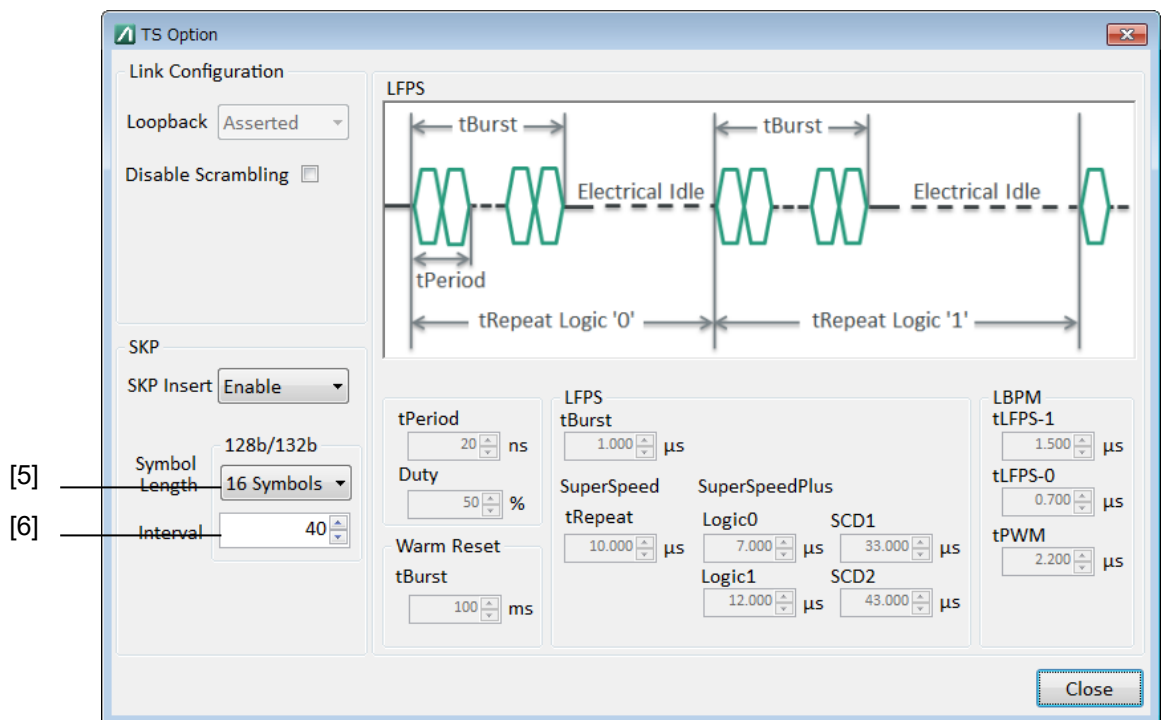 TS Option
Link Configuration
Loopback Asserted
Disable Scrambling
SKP
SKP Insert Enable
128b/132b
[5] Symbol Length 16 Symbols
[6] Interval 40
LFPS
tBurst tBurst
Electrical Idle Electrical Idle
tPeriod
tRepeat Logic '0' tRepeat Logic '1'
tPeriod
20 ns
Duty
50 %
Warm Reset
tBurst
100 ms
LFPS
tBurst
1.000 µs
SuperSpeed SuperSpeedPlus
tRepeat Logic0 SCD1
10.000 µs 7.000 µs 33.000 µs
Logic1 SCD2
12.000 µs 43.000 µs
LBPM
tLFPS-1
1.500 µs
tLFPS-0
0.700 µs
tPWM
2.200 µs
Close